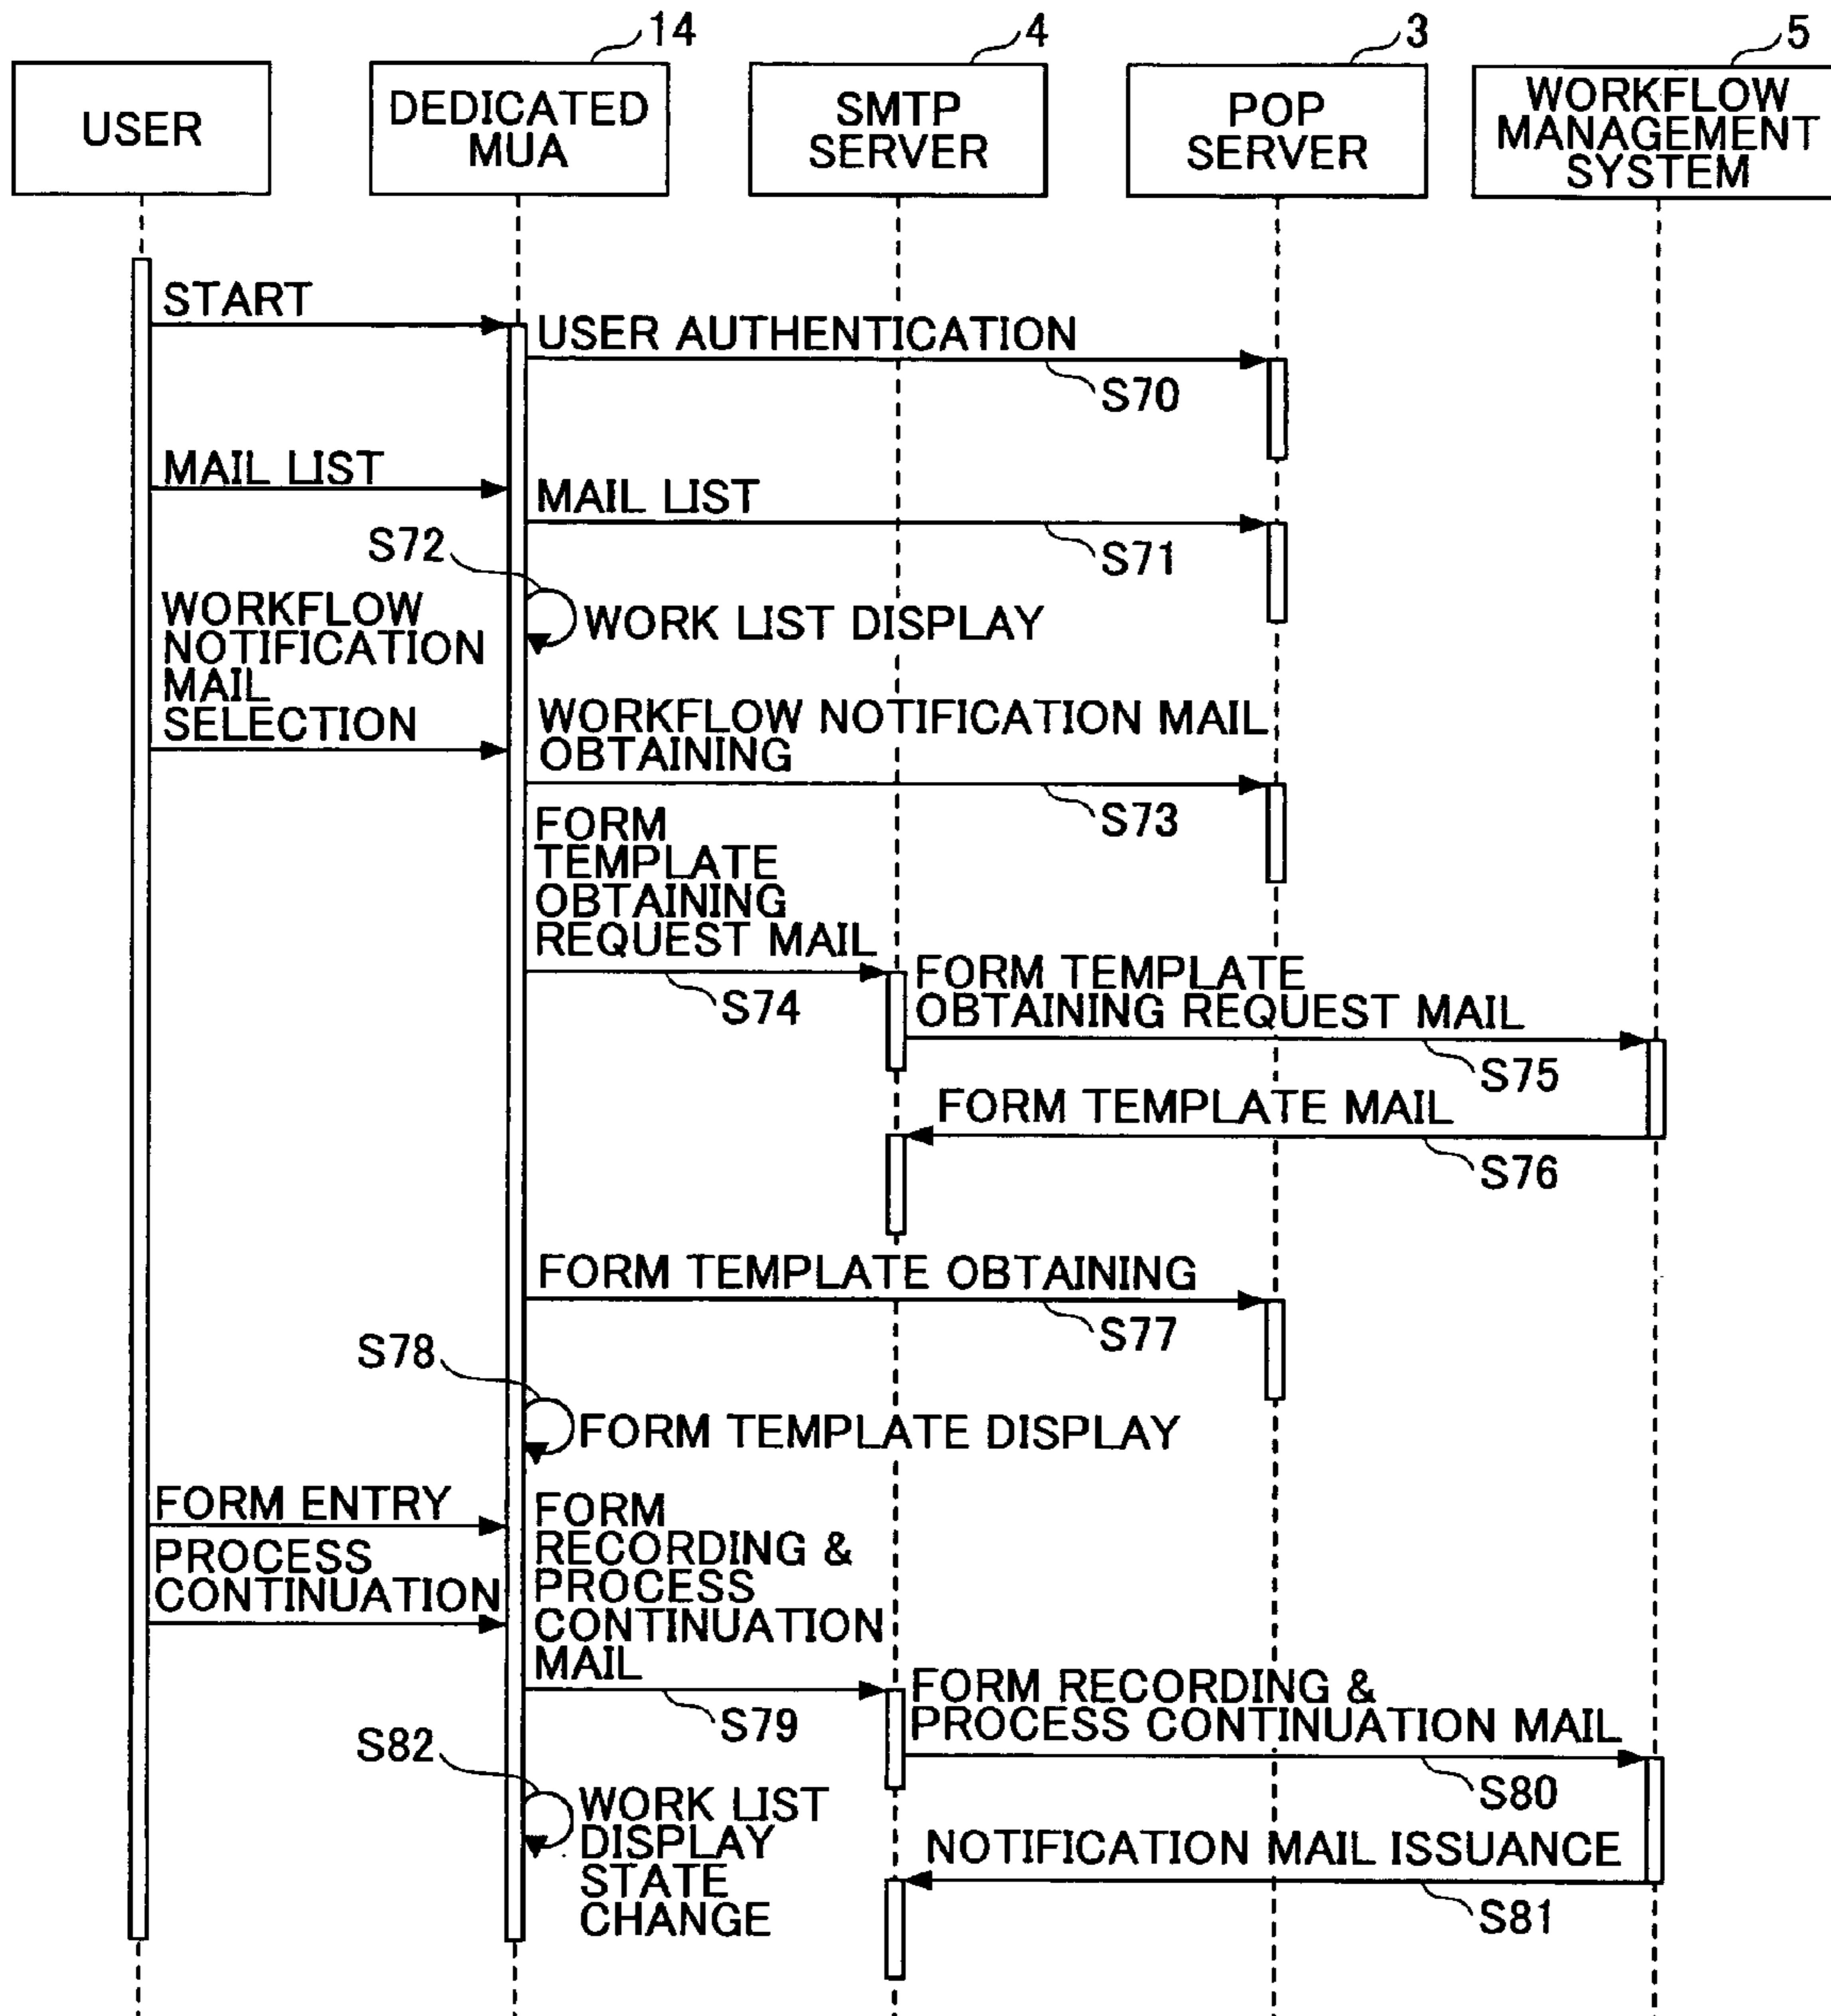 14
4
3
5
USER
DEDICATED
MUA
SMTP
SERVER
POP
SERVER
WORKFLOW
MANAGEMENT
SYSTEM
START
USER AUTHENTICATION
S70
MAIL LIST
MAIL LIST
S71
S72
WORK LIST DISPLAY
WORKFLOW
NOTIFICATION
MAIL
SELECTION
WORKFLOW NOTIFICATION MAIL
OBTAINING
S73
FORM
TEMPLATE
OBTAINING
REQUEST MAIL
S74
FORM TEMPLATE
OBTAINING REQUEST MAIL
S75
FORM TEMPLATE MAIL
S76
FORM TEMPLATE OBTAINING
S77
S78
FORM TEMPLATE DISPLAY
FORM ENTRY
PROCESS
CONTINUATION
FORM
RECORDING &
PROCESS
CONTINUATION
MAIL
S79
FORM RECORDING &
PROCESS CONTINUATION MAIL
S80
S82
WORK LIST
DISPLAY
STATE
CHANGE
NOTIFICATION MAIL ISSUANCE
S81